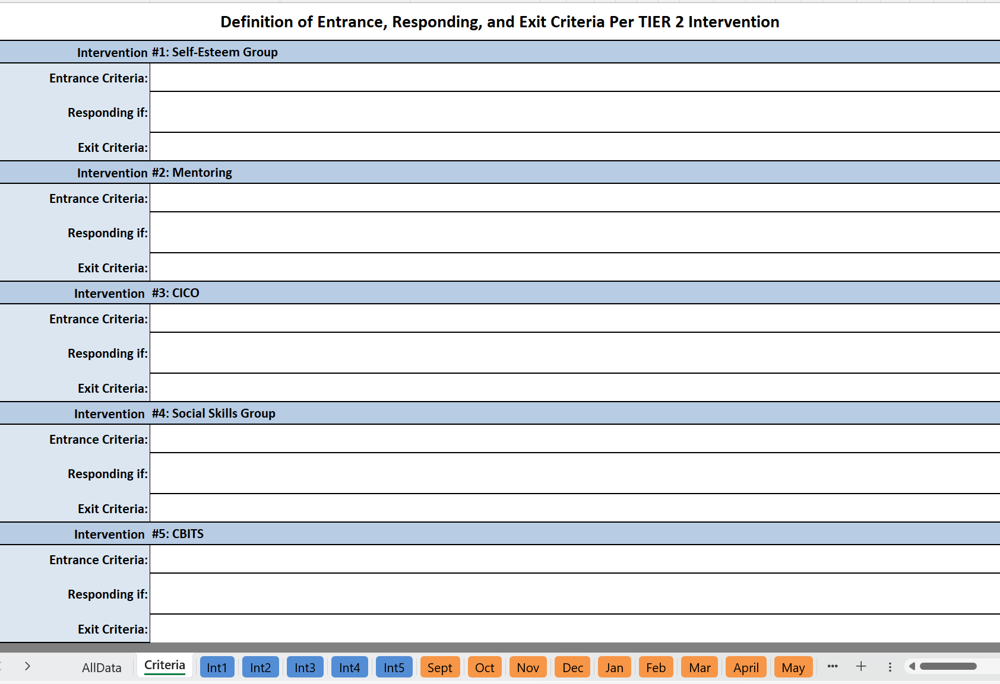 Definition of Entrance, Responding, and Exit Criteria Per TIER 2 Intervention
Intervention #1: Self-Esteem Group
Entrance Criteria:
Responding if:
Exit Criteria:
Intervention #2: Mentoring
Entrance Criteria:
Responding if:
Exit Criteria:
Intervention #3: CICO
Entrance Criteria:
Responding if:
Exit Criteria:
Intervention #4: Social Skills Group
Entrance Criteria:
Responding if:
Exit Criteria:
Intervention #5: CBITS
Entrance Criteria:
Responding if:
Exit Criteria:
AllData Criteria Int1 Int2 Int3 Int4 Int5 Sept Oct Nov Dec Jan Feb Mar April May